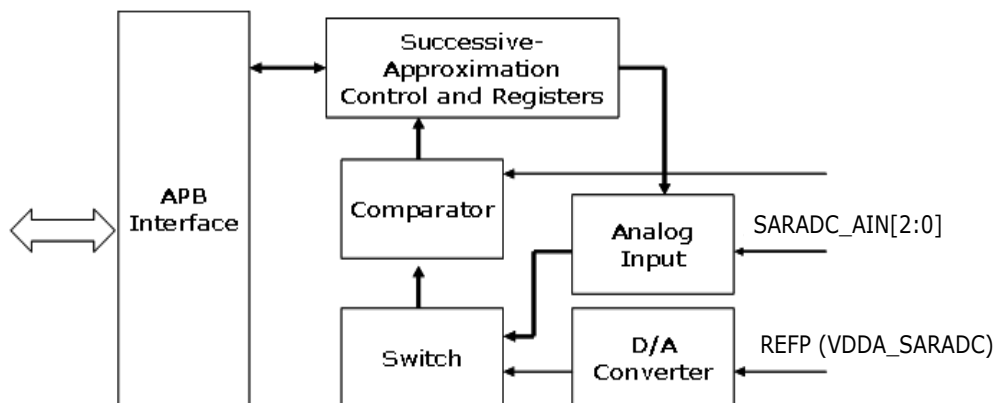 Successive-
Approximation
Control and Registers
APB
Interface
Comparator
Analog
Input
SARADC_AIN[2:0]
Switch
D/A
Converter
REFP (VDDA_SARADC)